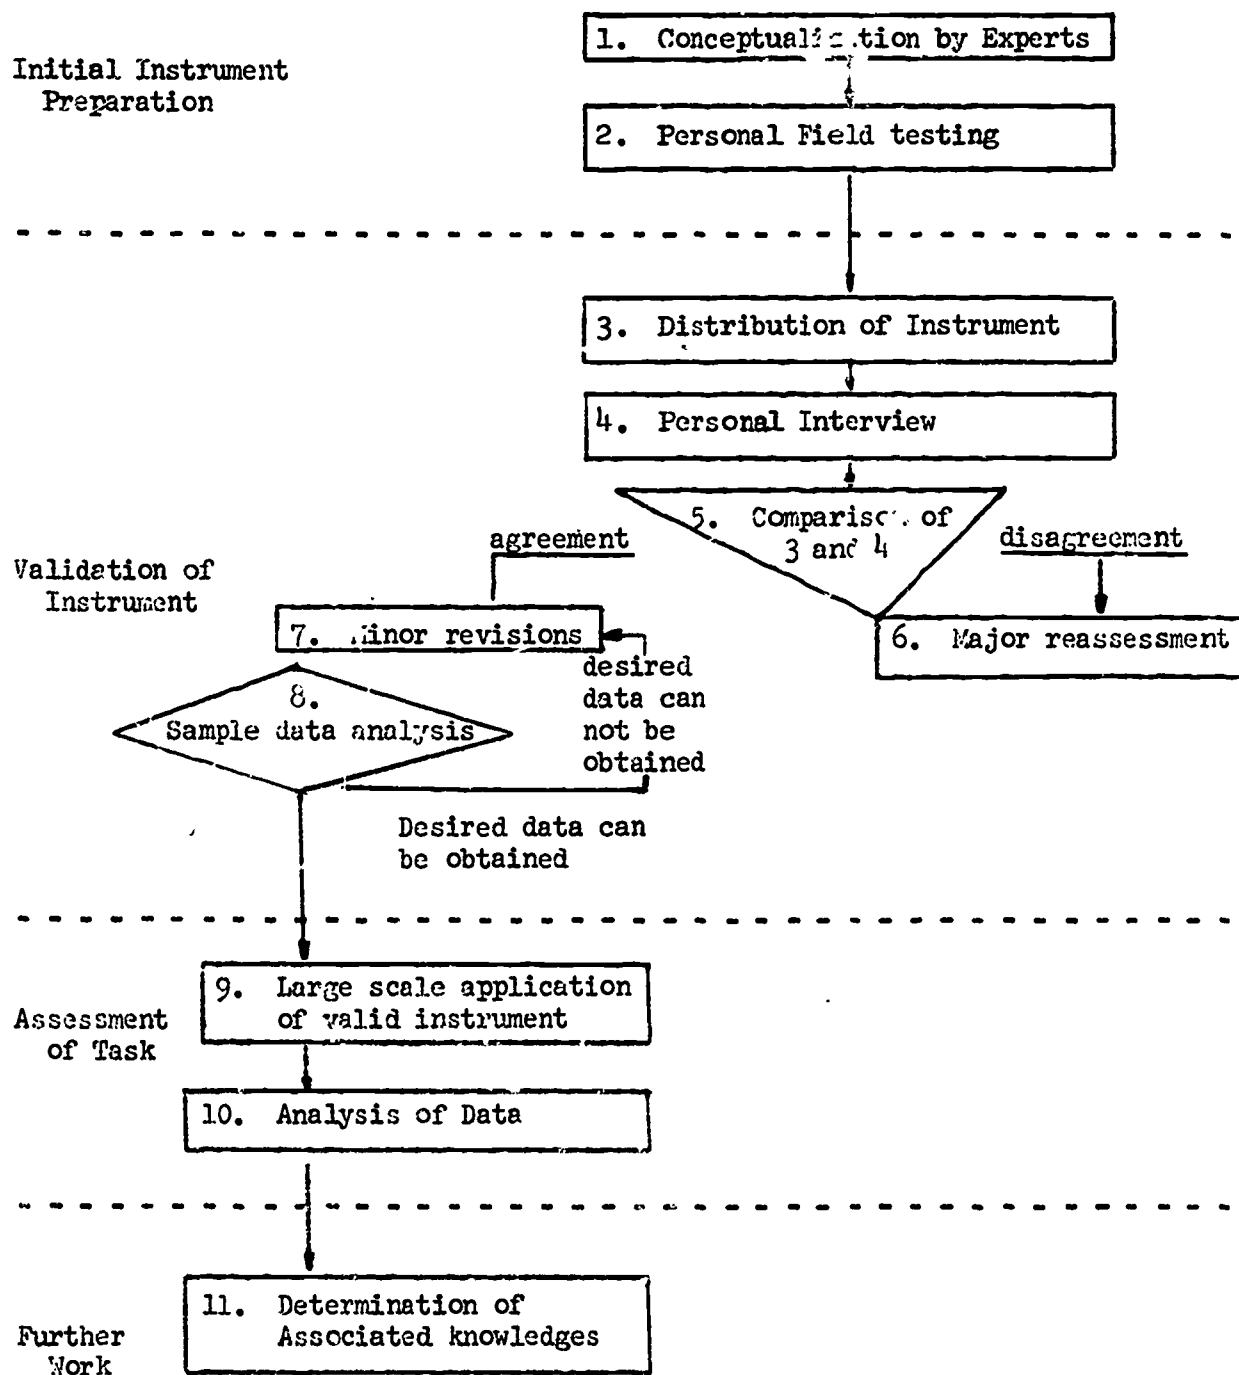 1. Conceptualization by Experts
Initial Instrument
Preparation
2. Personal Field testing
3. Distribution of Instrument
4. Personal Interview
5. Comparison of
3 and 4
agreement
disagreement
Validation of
Instrument
7. Minor revisions
6. Major reassessment
desired
data can
not be
obtained
8.
Sample data analysis
Desired data can
be obtained
9. Large scale application
of valid instrument
Assessment
of Task
10. Analysis of Data
11. Determination of
Associated knowledges
Further
Work